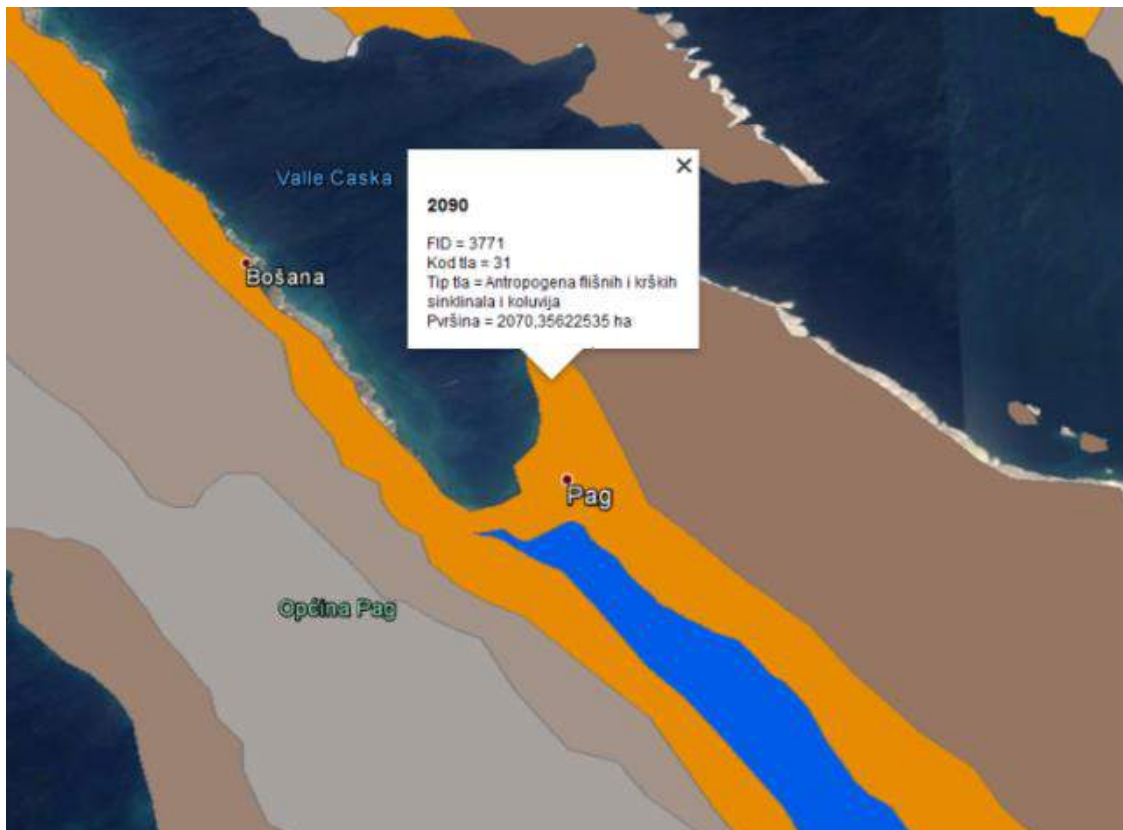 Valle Caska
2090
FID = 3771
Kod tla = 31
Tip tla = Antropogena flišnih i krških
sinklinala i koluvija
Pvršina = 2070,35622535 ha
Bošana
Pag
Općina Pag